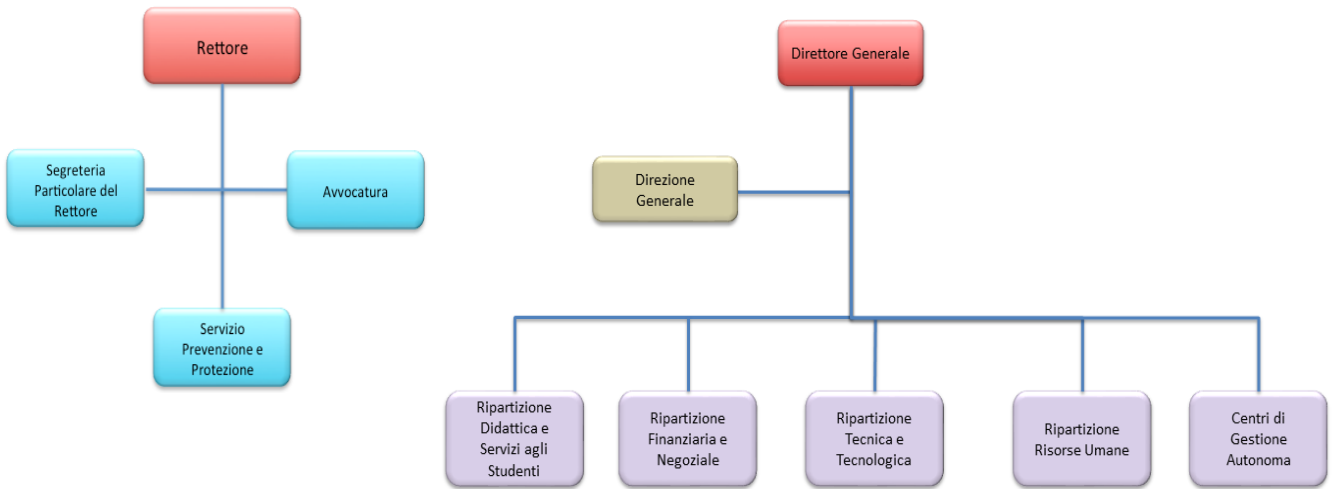 Rettore
Segreteria
Particolare del
Rettore
Avvocatura
Servizio
Prevenzione e
Protezione
Direttore Generale
Direzione
Generale
Ripartizione
Didattica e
Servizi agli
Studenti
Ripartizione
Finanziaria e
Negoziale
Ripartizione
Tecnica e
Tecnologica
Ripartizione
Risorse Umane
Centri di
Gestione
Autonoma